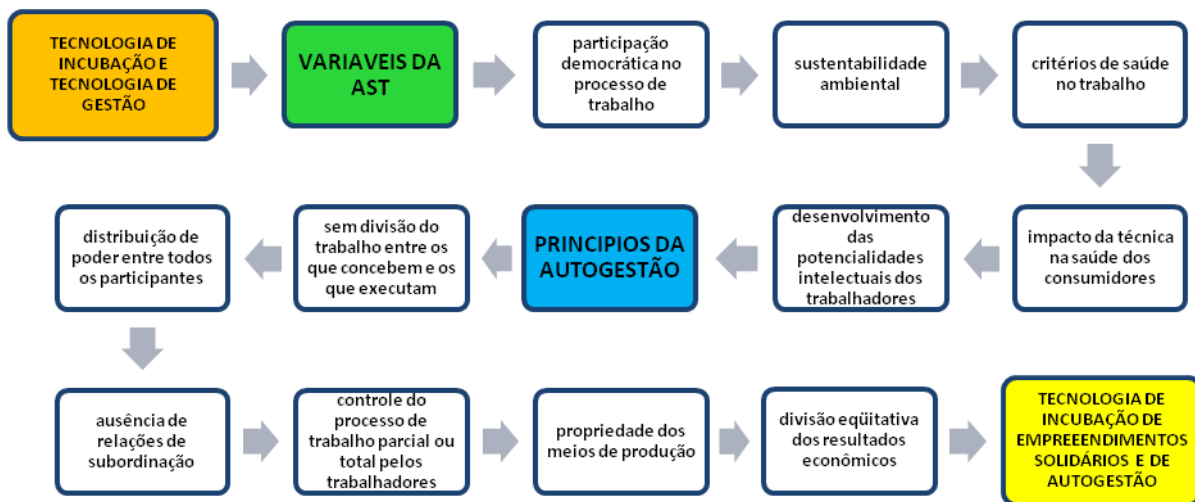 TECNOLOGIA DE
INCUBAÇÃO E
TECNOLOGIA DE
GESTÃO
VARIAVEIS DA
AST
participação
democrática no
processo de
trabalho
sustentabilidade
ambiental
critérios de saúde
no trabalho
impacto da técnica
na saúde dos
consumidores
desenvolvimento
das
potencialidades
intelectuais dos
trabalhadores
PRINCIPIOS DA
AUTOGESTÃO
sem divisão do
trabalho entre os
que concebem e os
que executam
distribuição de
poder entre todos
os participantes
ausência de
relações de
subordinação
controle do
processo de
trabalho parcial ou
total pelos
trabalhadores
propriedade dos
meios de produção
divisão eqüitativa
dos resultados
econômicos
TECNOLOGIA DE
INCUBAÇÃO DE
EMPREEENDIMENTOS
SOLIDÁRIOS E DE
AUTOGESTÃO